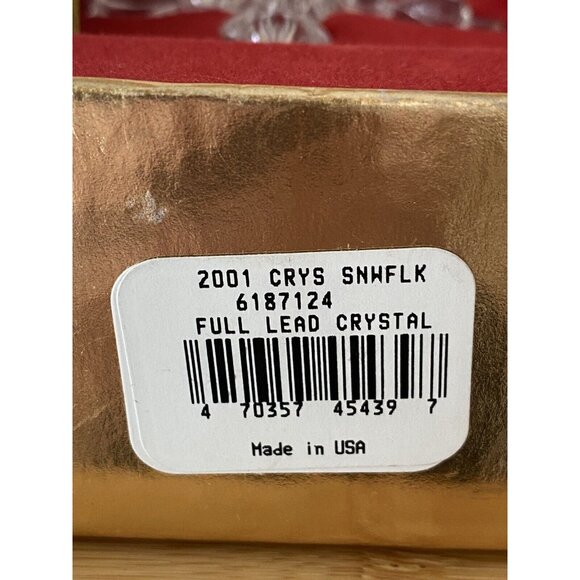 2001 CRYS SNWFLK
6187124
FULL LEAD CRYSTAL
4 70357 45439 7
Made in USA